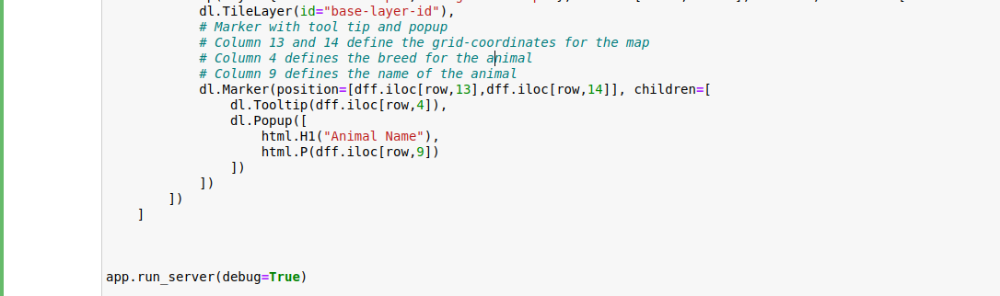 dl.TileLayer(id="base-layer-id"),
# Marker with tool tip and popup
# Column 13 and 14 define the grid-coordinates for the map
# Column 4 defines the breed for the animal
# Column 9 defines the name of the animal
dl.Marker(position=[dff.iloc[row,13],dff.iloc[row,14]], children=[
dl.Tooltip(dff.iloc[row,4]),
dl.Popup([
html.H1("Animal Name"),
html.P(dff.iloc[row,9])
])
])
])
]
app.run_server(debug=True)